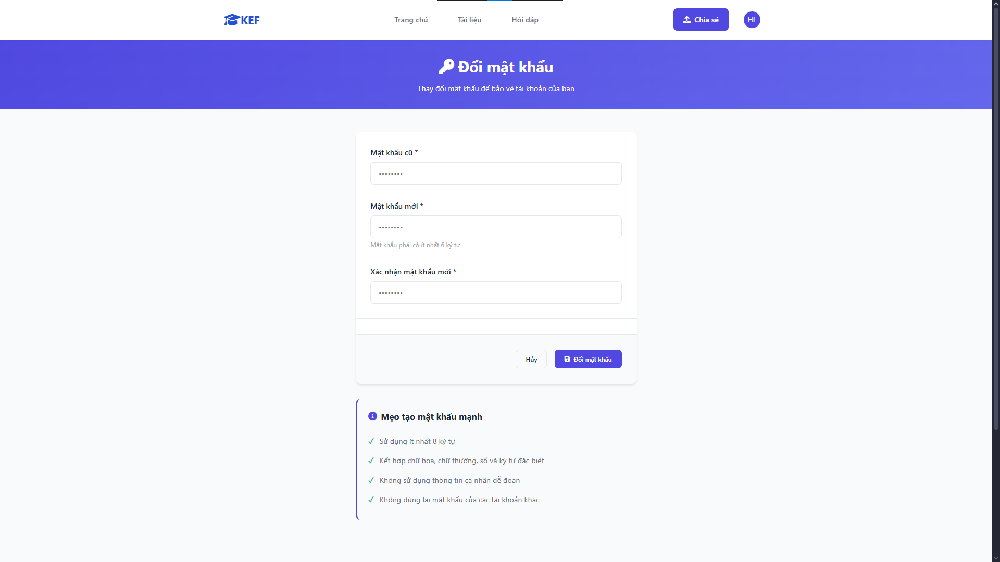 KEF
Trang chủ
Tài liệu
Hỏi đáp
Chia sẻ
HL
Đổi mật khẩu
Thay đổi mật khẩu để bảo vệ tài khoản của bạn
Mật khẩu cũ *
••••••••
Mật khẩu mới *
••••••••
Mật khẩu phải có ít nhất 6 ký tự
Xác nhận mật khẩu mới *
••••••••
Hủy
Đổi mật khẩu
Mẹo tạo mật khẩu mạnh
Sử dụng ít nhất 8 ký tự
Kết hợp chữ hoa, chữ thường, số và ký tự đặc biệt
Không sử dụng thông tin cá nhân dễ đoán
Không dùng lại mật khẩu của các tài khoản khác